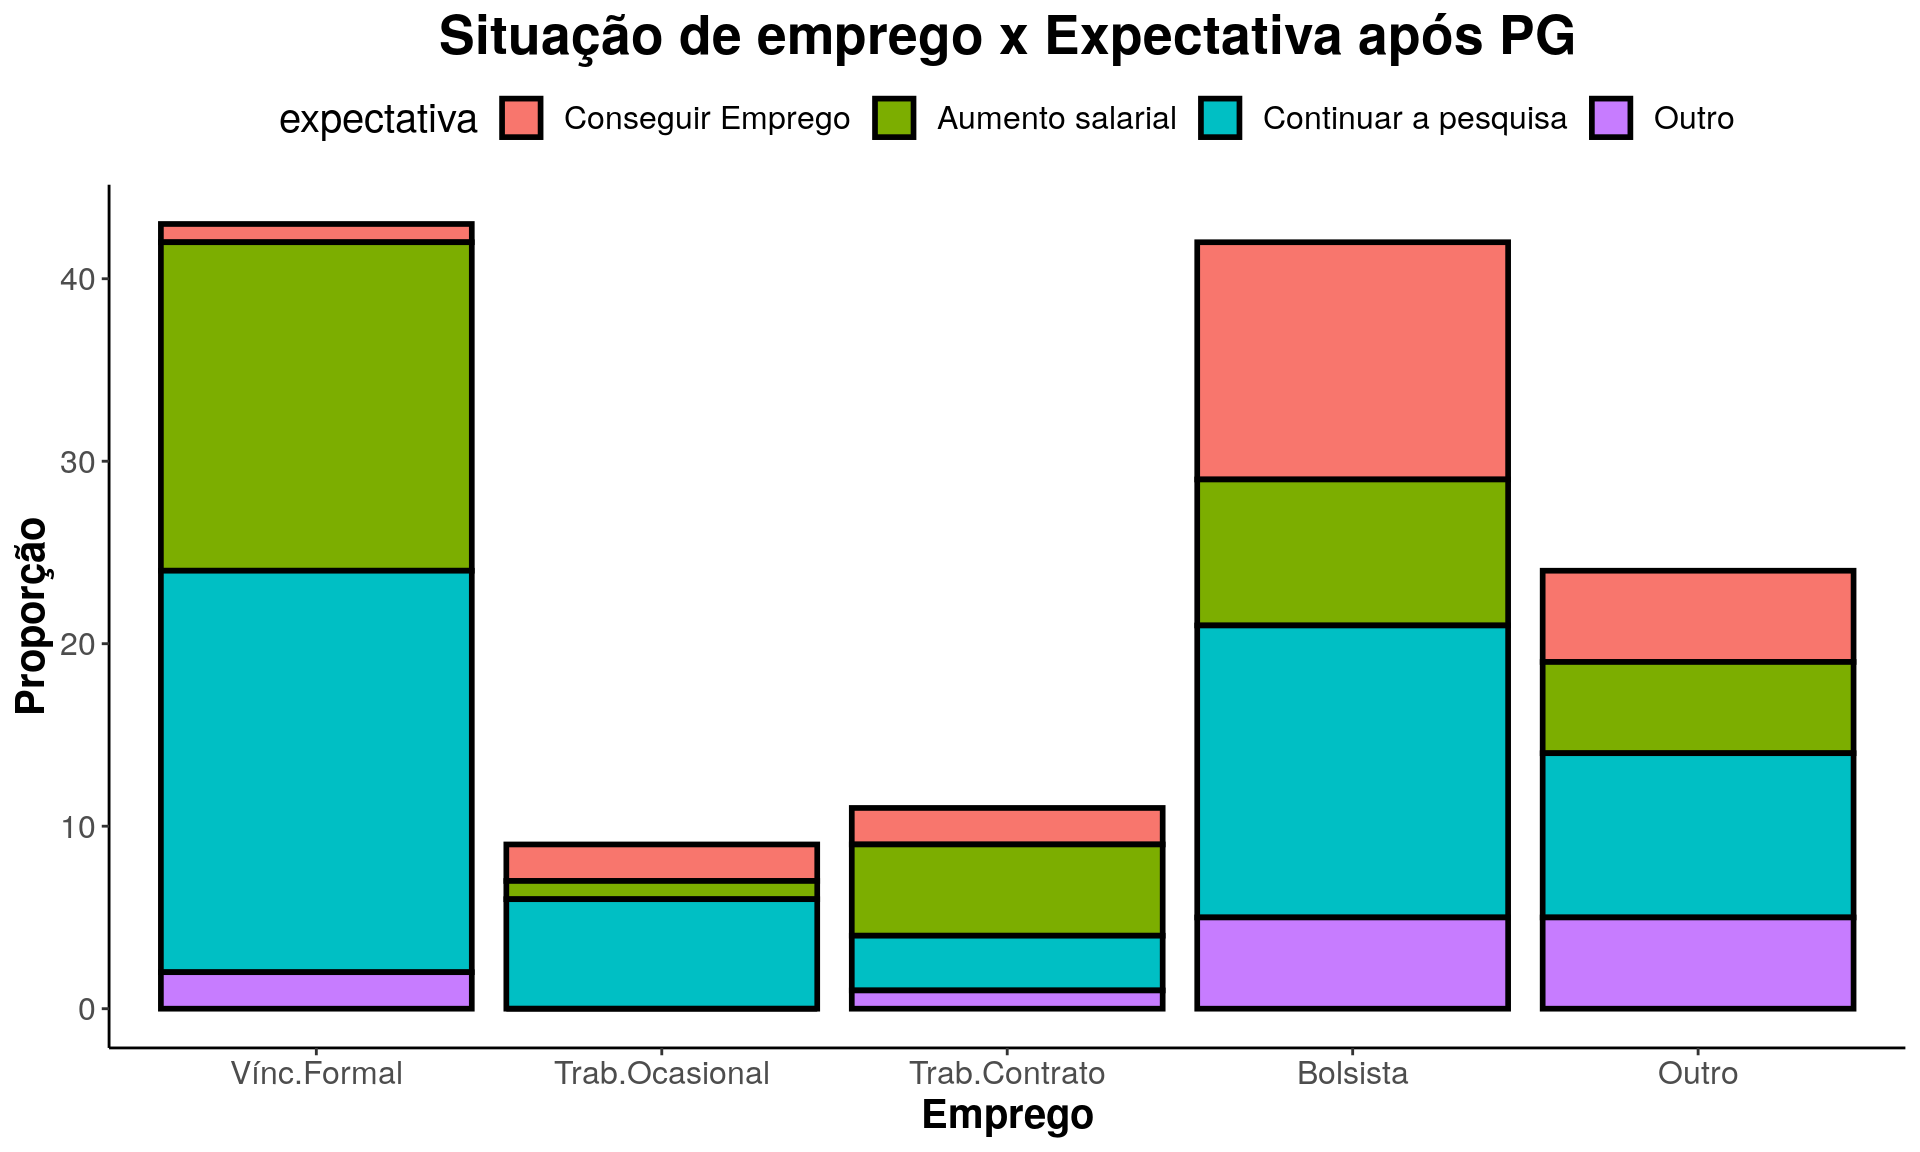 Situação de emprego x Expectativa após PG
expectativa Conseguir Emprego Aumento salarial Continuar a pesquisa Outro
Proporção
40
30
20
10
0
Vínc.Formal Trab.Ocasional Trab.Contrato Bolsista Outro
Emprego